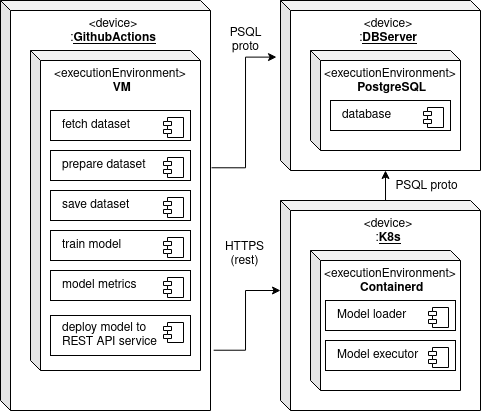 <device>
:GithubActions
<executionEnvironment>
VM
fetch dataset
prepare dataset
save dataset
train model
model metrics
deploy model to
REST API service
PSQL
proto
<device>
:DBServer
<executionEnvironment>
PostgreSQL
database
PSQL proto
HTTPS
(rest)
<device>
:K8s
<executionEnvironment>
Containerd
Model loader
Model executor